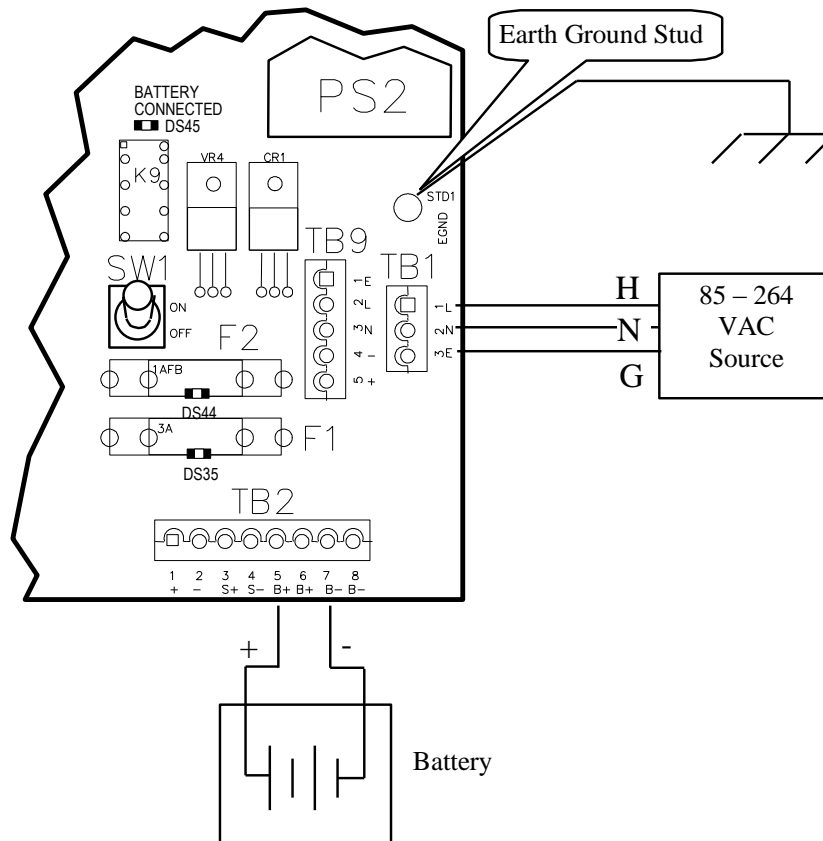 Earth Ground Stud
PS2
BATTERY
CONNECTED
DS45
K9
VR4
CR1
STD1
EGND
TB9
TB1
SW1
ON
OFF
1 E
2 L
3 N
4 -
5 +
1 L
2 N
3 E
H
N
G
85 – 264
VAC
Source
F2
1AFB
DS44
3A
F1
DS35
TB2
1 2 3 4 5 6 7 8
+ - S+ S- B+ B+ B- B-
+ -
Battery